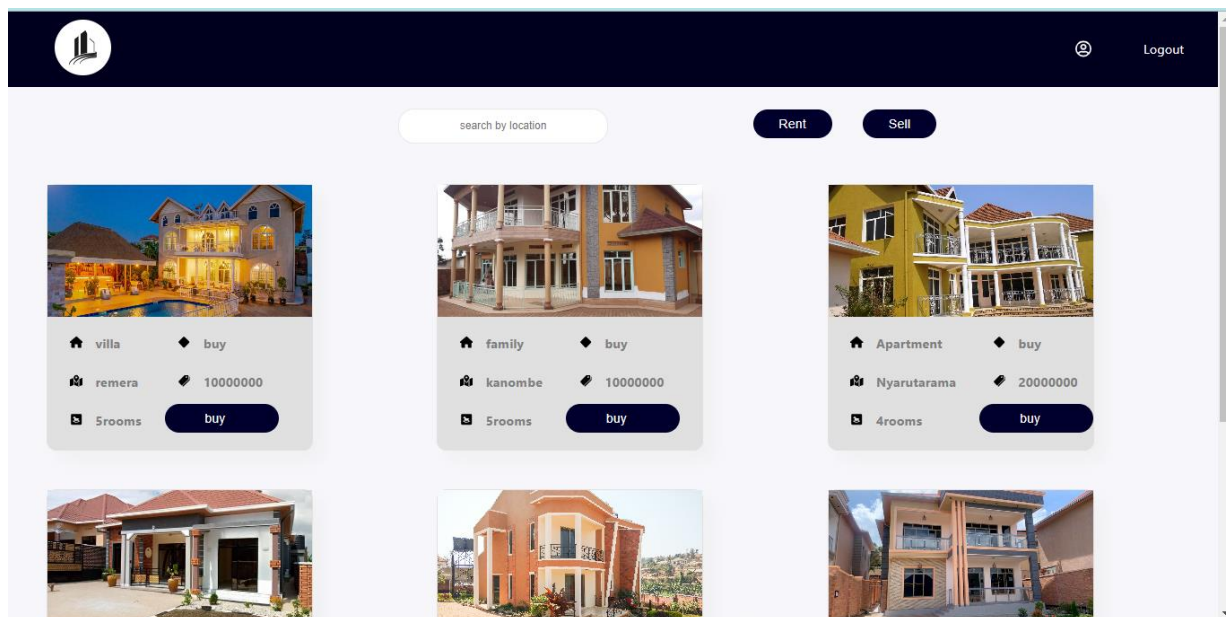 Logout
search by location
Rent
Sell
villa
buy
remera
10000000
5rooms
buy
family
buy
kanombe
10000000
5rooms
buy
Apartment
buy
Nyarutarama
20000000
4rooms
buy